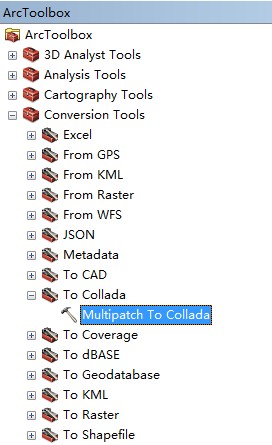 ArcToolbox
ArcToolbox
3D Analyst Tools
Analysis Tools
Cartography Tools
Conversion Tools
Excel
From GPS
From KML
From Raster
From WFS
JSON
Metadata
To CAD
To Collada
Multipatch To Collada
To Coverage
To dBASE
To Geodatabase
To KML
To Raster
To Shapefile